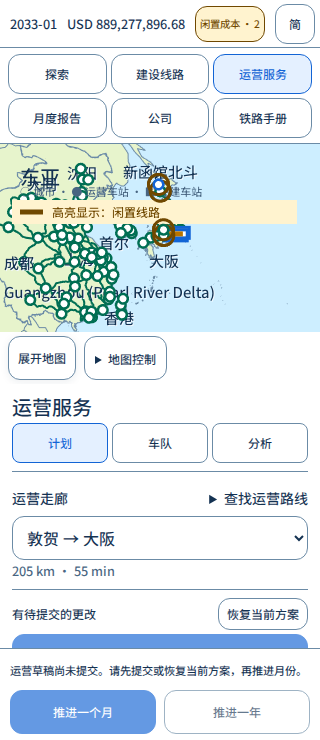 2033-01 USD 889,277,896.68 闲置成本 · 2 简
探索 建设线路 运营服务
月度报告 公司 铁路手册
东亚 沈阳 新函馆北斗
城市 · 运营车站 · 在建车站
高亮显示：闲置线路
首尔
成都 大阪
Guangzhou (Pearl River Delta)
香港
展开地图 ▶ 地图控制
运营服务
计划 车队 分析
运营走廊 ▶ 查找运营路线
敦贺 → 大阪
205 km · 55 min
有待提交的更改 恢复当前方案
运营草稿尚未提交。请先提交或恢复当前方案，再推进月份。
推进一个月 推进一年